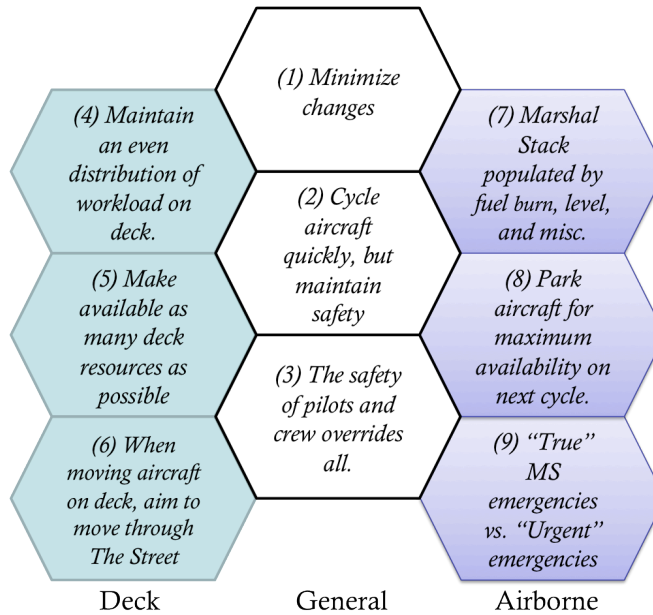 (1) Minimize
changes
(2) Cycle
aircraft
quickly, but
maintain
safety
(3) The safety
of pilots and
crew overrides
all.
(4) Maintain
an even
distribution of
workload on
deck.
(5) Make
available as
many deck
resources as
possible
(6) When
moving aircraft
on deck, aim to
move through
The Street
(7) Marshal
Stack
populated by
fuel burn, level,
and misc.
(8) Park
aircraft for
maximum
availability on
next cycle.
(9) “True”
MS
emergencies
vs. “Urgent”
emergencies
Deck
General
Airborne